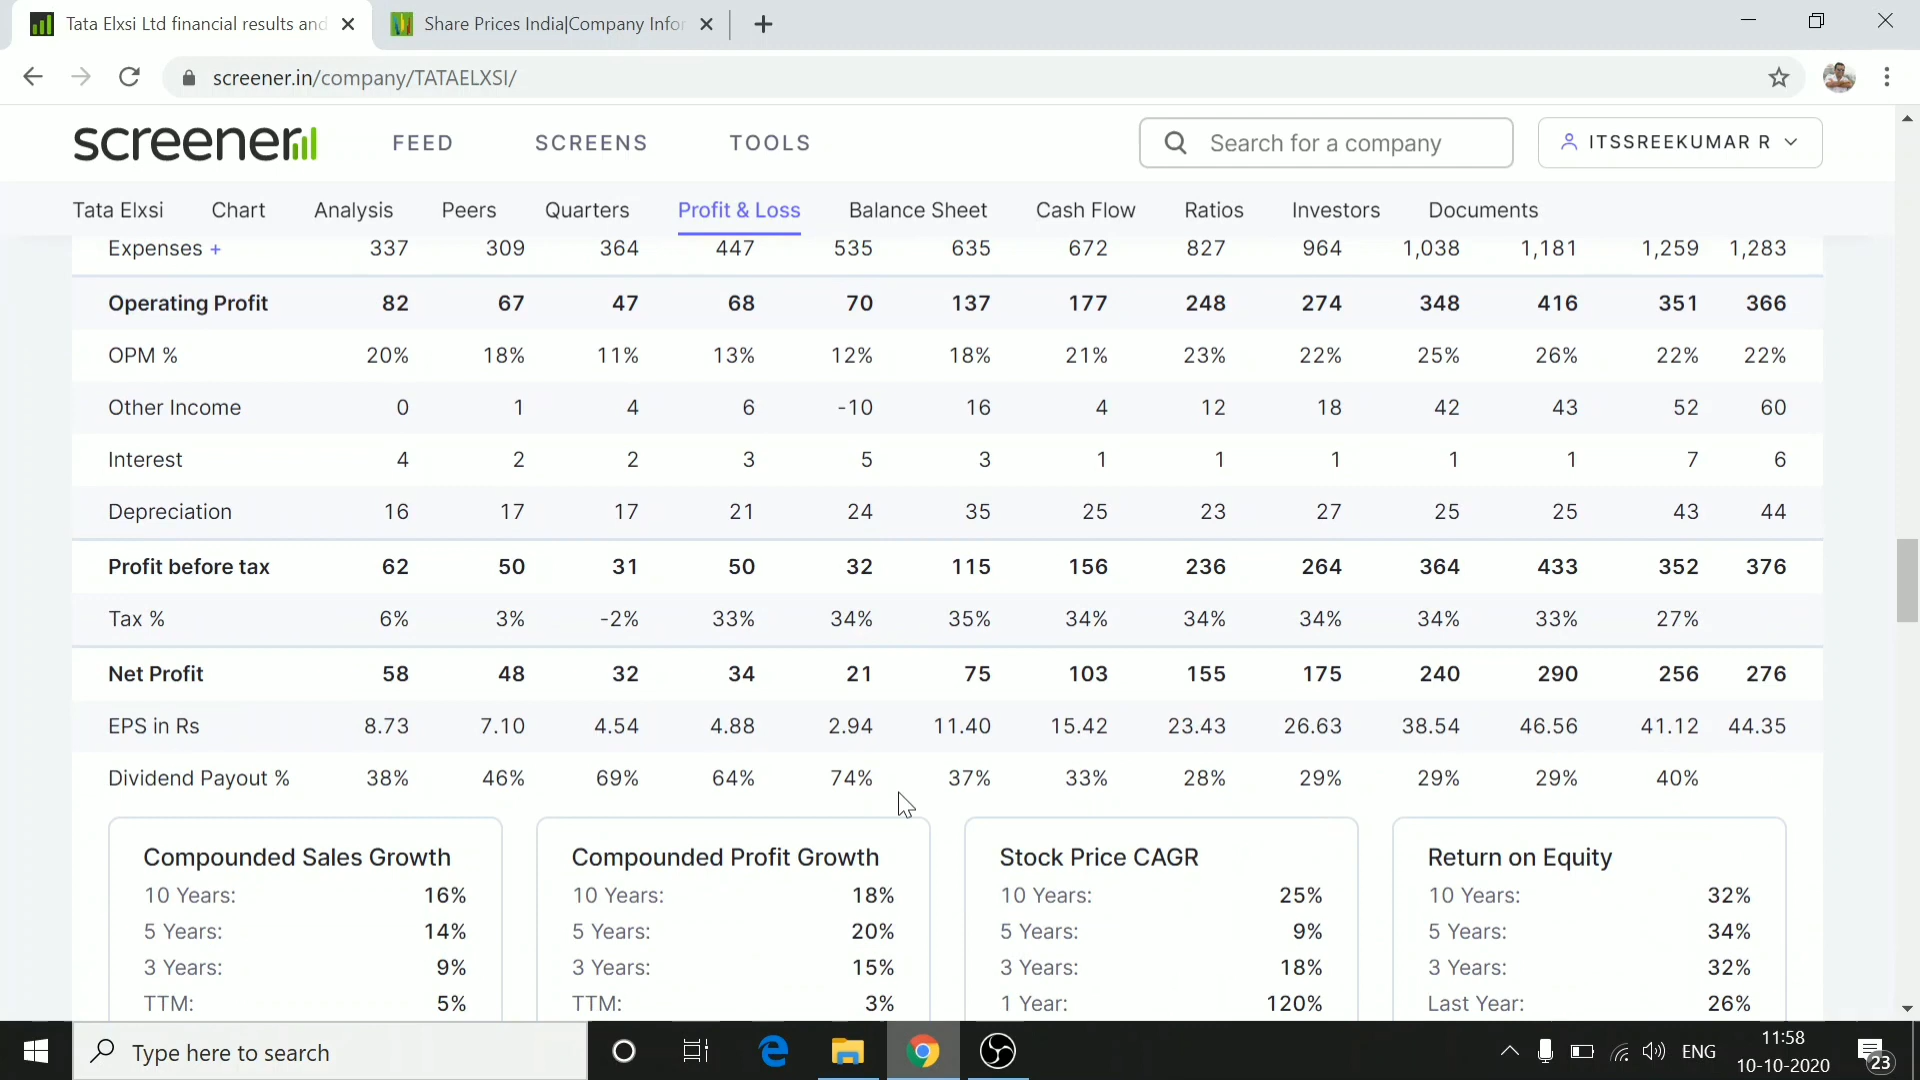 Tata Elxsi Ltd financial results and
Share Prices India|Company Infor
screener.in/company/TATAELXSI/
screener
FEED
SCREENS
TOOLS
Search for a company
ITSSREEKUMAR R
Tata Elxsi Chart Analysis Peers Quarters Profit & Loss Balance Sheet Cash Flow Ratios Investors Documents
Expenses + 337 309 364 447 535 635 672 827 964 1,038 1,181 1,259 1,283
Operating Profit 82 67 47 68 70 137 177 248 274 348 416 351 366
OPM % 20% 18% 11% 13% 12% 18% 21% 23% 22% 25% 26% 22% 22%
Other Income 0 1 4 6 -10 16 4 12 18 42 43 52 60
Interest 4 2 2 3 5 3 1 1 1 1 1 7 6
Depreciation 16 17 17 21 24 35 25 23 27 25 25 43 44
Profit before tax 62 50 31 50 32 115 156 236 264 364 433 352 376
Tax % 6% 3% -2% 33% 34% 35% 34% 34% 34% 34% 33% 27%
Net Profit 58 48 32 34 21 75 103 155 175 240 290 256 276
EPS in Rs 8.73 7.10 4.54 4.88 2.94 11.40 15.42 23.43 26.63 38.54 46.56 41.12 44.35
Dividend Payout % 38% 46% 69% 64% 74% 37% 33% 28% 29% 29% 29% 40%
Compounded Sales Growth
10 Years: 16%
5 Years: 14%
3 Years: 9%
TTM: 5%
Compounded Profit Growth
10 Years: 18%
5 Years: 20%
3 Years: 15%
TTM: 3%
Stock Price CAGR
10 Years: 25%
5 Years: 9%
3 Years: 18%
1 Year: 120%
Return on Equity
10 Years: 32%
5 Years: 34%
3 Years: 32%
Last Year: 26%
Type here to search
ENG
11:58
10-10-2020
23